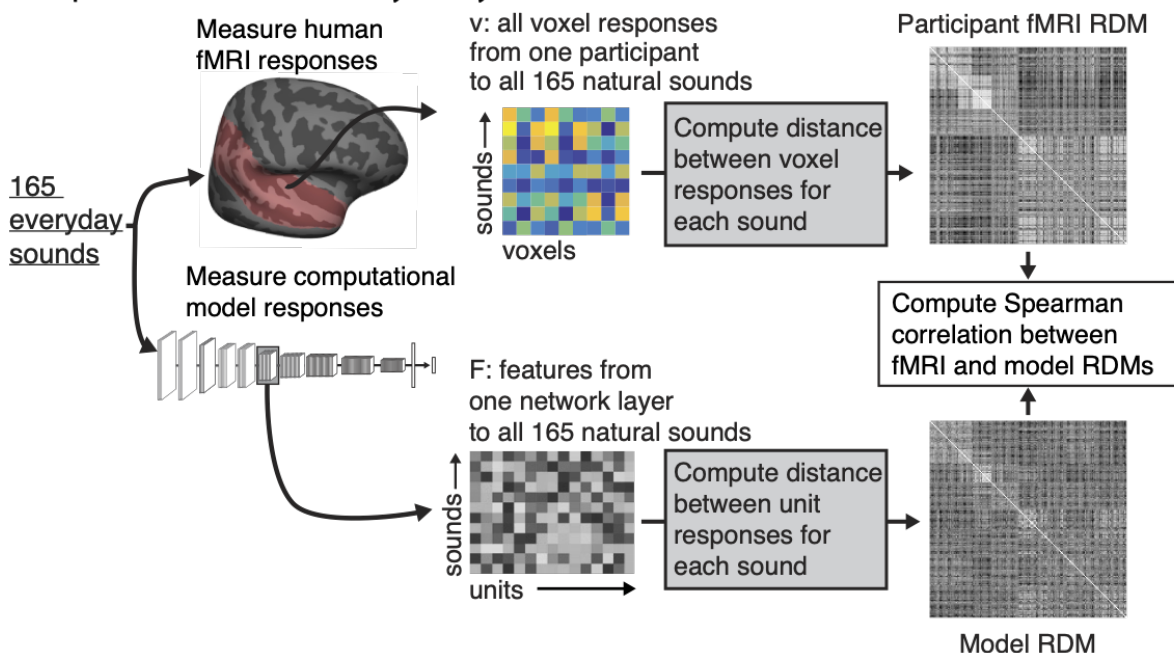 Measure human
fMRI responses
v: all voxel responses
from one participant
to all 165 natural sounds
Participant fMRI RDM
165
everyday
sounds
sounds
voxels
Compute distance
between voxel
responses for
each sound
Measure computational
model responses
Compute Spearman
correlation between
fMRI and model RDMs
F: features from
one network layer
to all 165 natural sounds
sounds
units
Compute distance
between unit
responses for
each sound
Model RDM